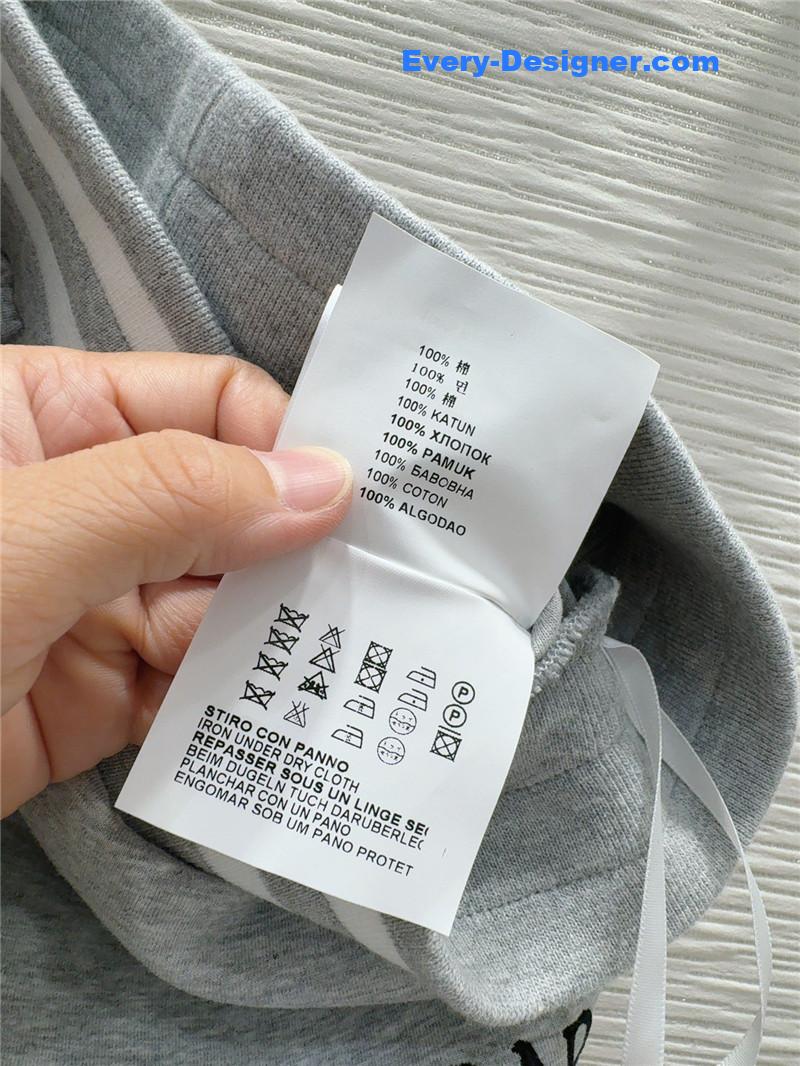 Every-Designer.com
100% 棉
100% 면
100% 棉
100% KATUN
100% ХЛОПОК
100% PAMUK
100% БАВОВНА
100% COTON
100% ALGODAO
P
P
STIRO CON PANNO
IRON UNDER DRY CLOTH
REPASSER SOUS UN LINGE SE
BEIM DUGELN TUCH DARUBERLE
PLANCHAR CON UN PANO
ENGOMAR SOB UM PANO PROTET